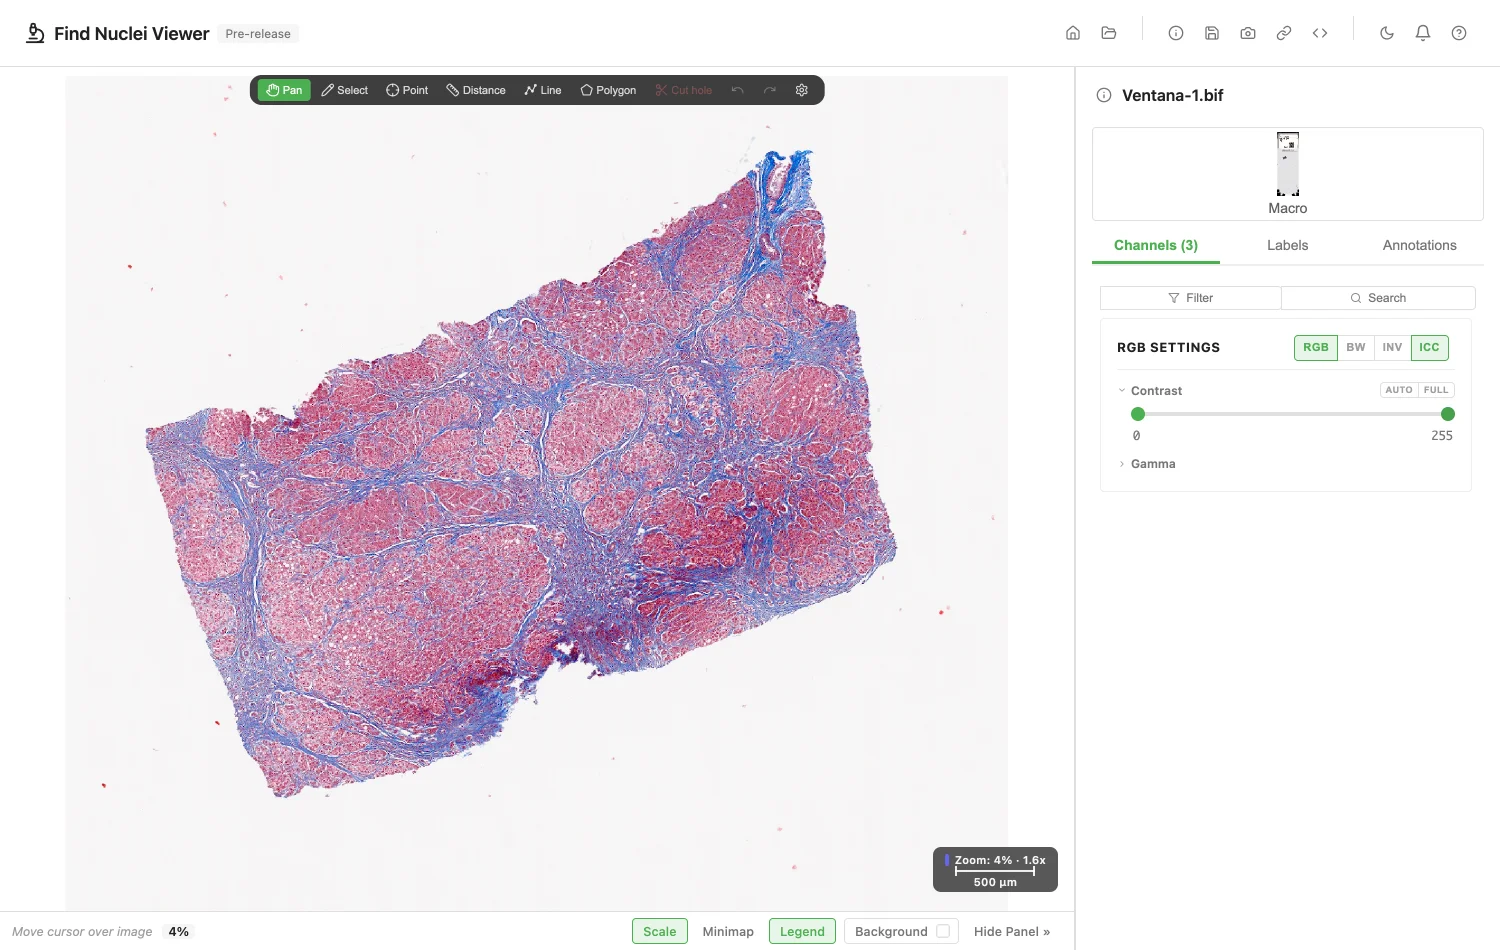 Find Nuclei Viewer Pre-release
Pan Select Point Distance Line Polygon Cut hole
Ventana-1.bif
Macro
Channels (3) Labels Annotations
Filter Search
RGB SETTINGS RGB BW INV ICC
Contrast AUTO FULL
0 255
Gamma
Zoom: 4% · 1.6x
500 µm
Move cursor over image 4% Scale Minimap Legend Background Hide Panel »